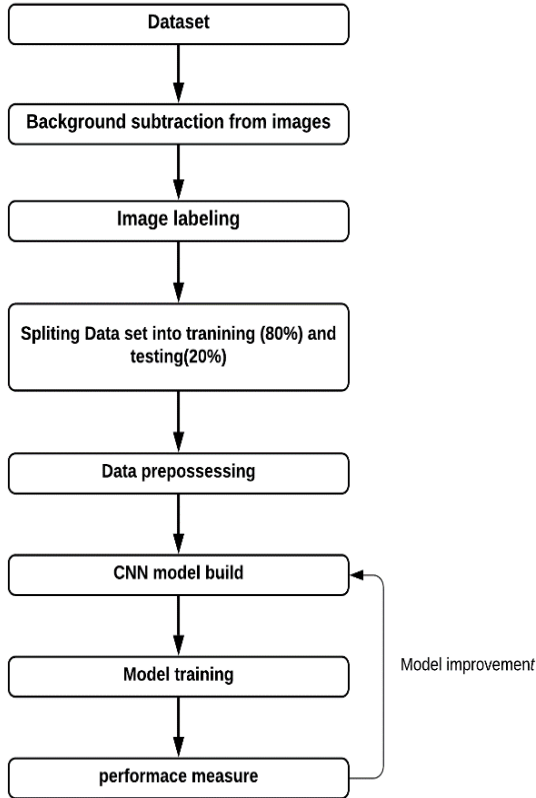 Dataset
Background subtraction from images
Image labeling
Spliting Data set into tranining (80%) and
testing(20%)
Data prepossessing
CNN model build
Model improvement
Model training
performace measure